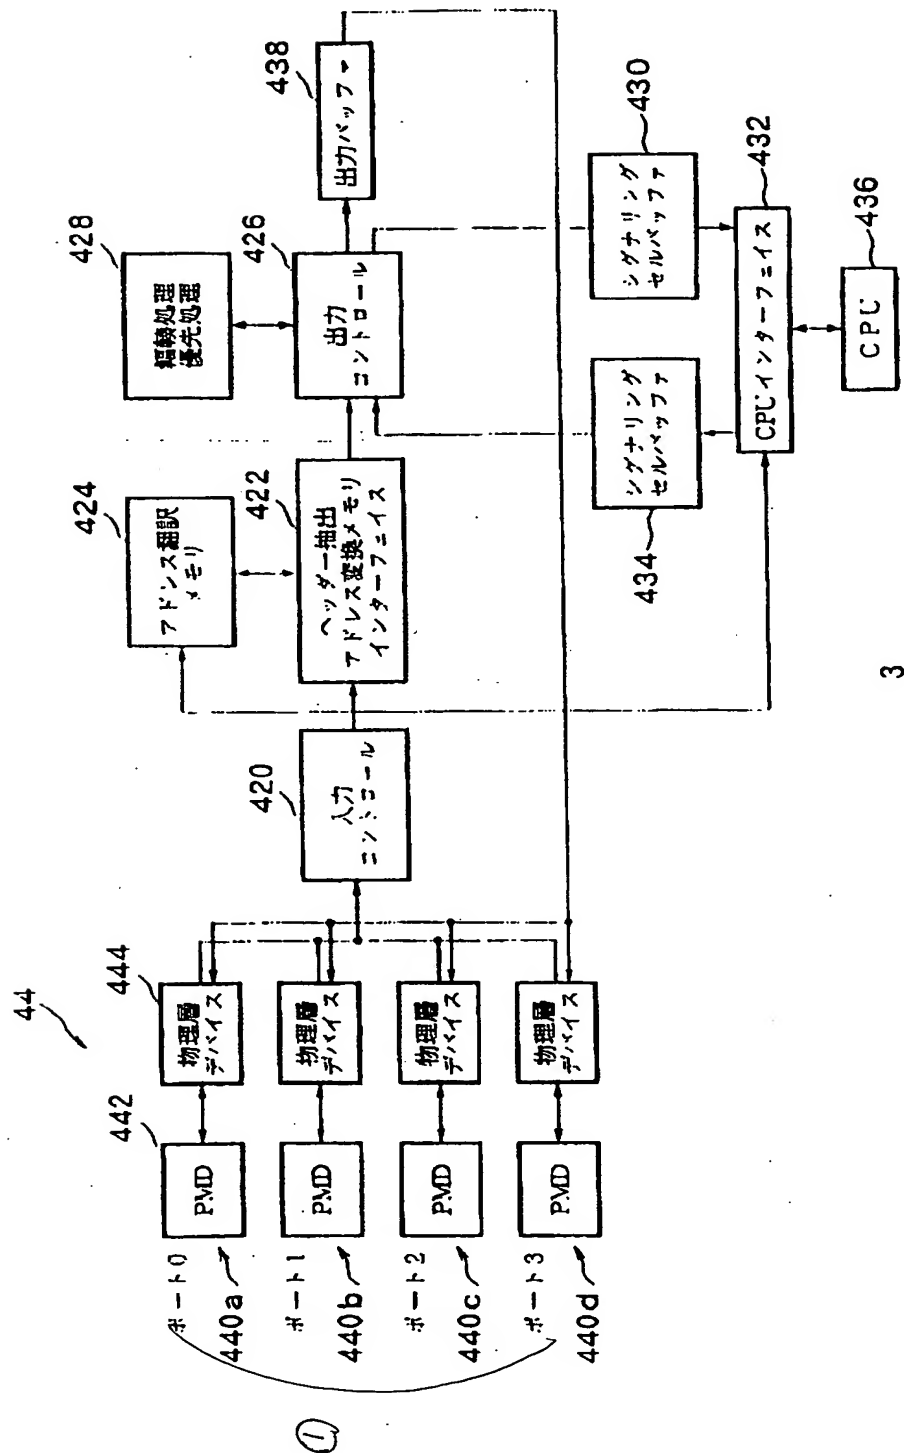 44
ポート0
440a
442
PMD
444
物理層
デバイス
ポート1
440b
PMD
物理層
デバイス
ポート2
440c
PMD
物理層
デバイス
ポート3
440d
PMD
物理層
デバイス
①
420
入力
コントロール
424
アドレス翻訳
メモリ
422
ヘッダー抽出
アドレス変換メモリ
インターフェイス
428
輻輳処理
優先処理
426
出力
コントロール
438
出力バッファ
434
シグナリング
セルバッファ
430
シグナリング
セルバッファ
432
CPUインターフェイス
436
CPU
3